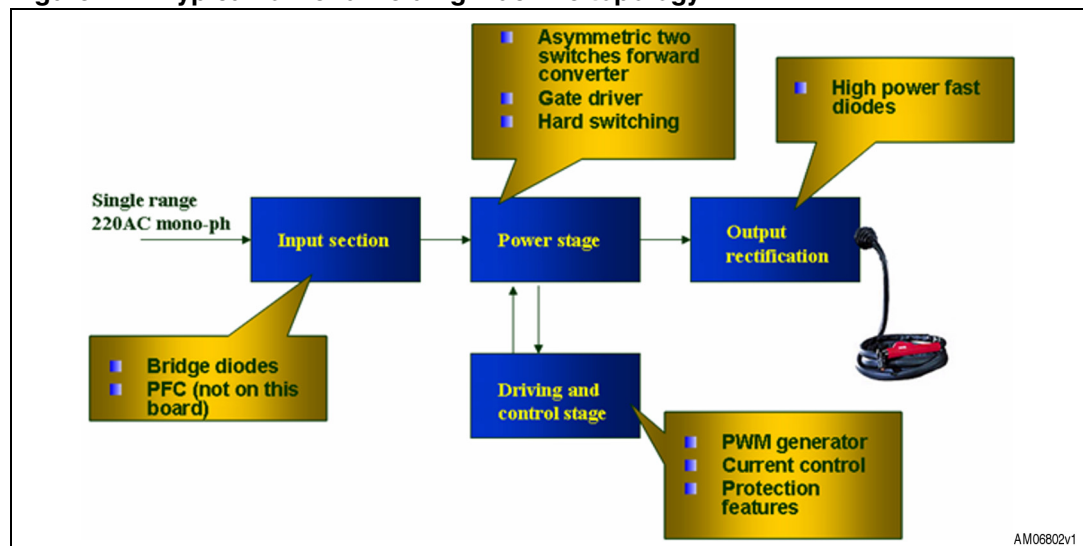 Asymmetric two
switches forward
converter
Gate driver
Hard switching
High power fast
diodes
Single range
220AC mono-ph
Input section
Power stage
Output
rectification
Bridge diodes
PFC (not on this
board)
Driving and
control stage
PWM generator
Current control
Protection
features
AM06802v1